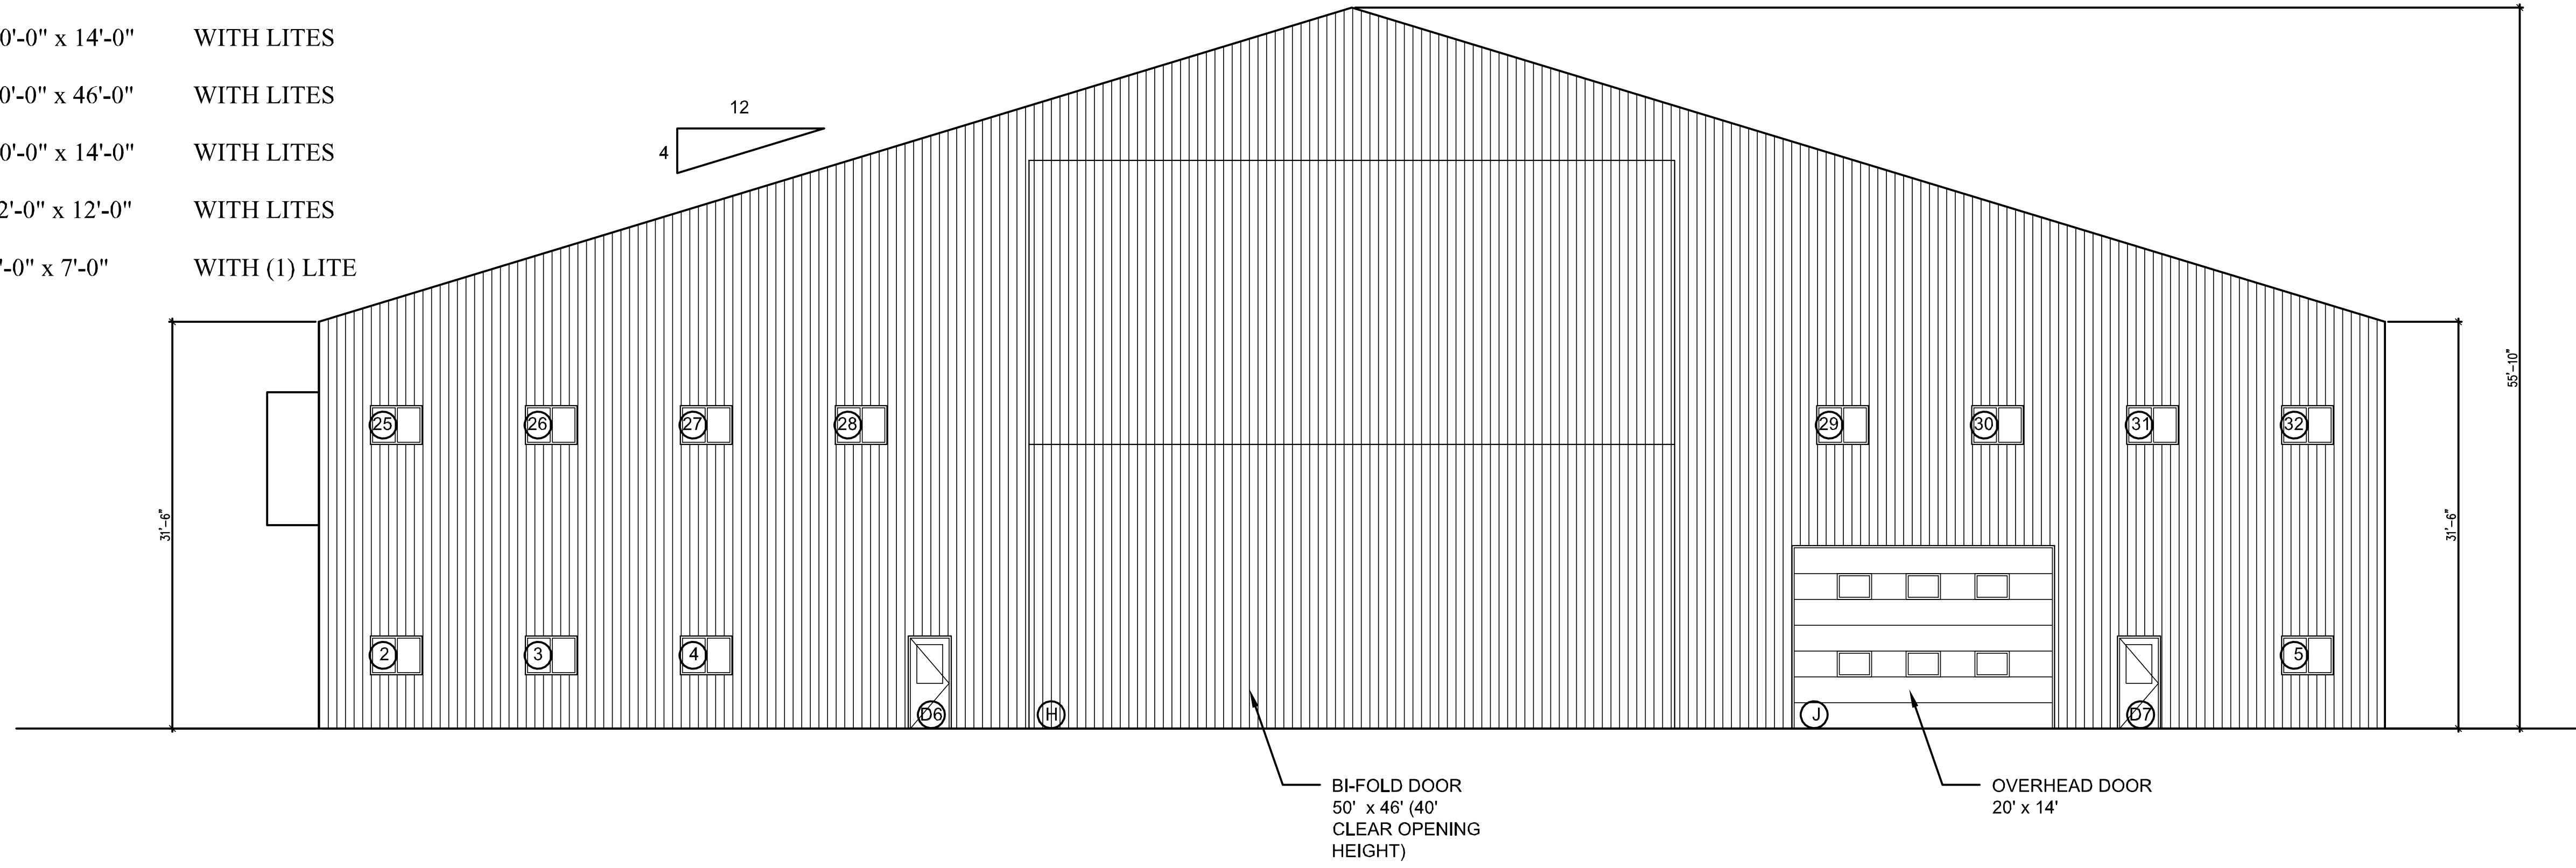 0'-0" x 14'-0" WITH LITES
0'-0" x 46'-0" WITH LITES
0'-0" x 14'-0" WITH LITES
2'-0" x 12'-0" WITH LITES
'-0" x 7'-0" WITH (1) LITE
12
4
31'-6"
55'-10"
31'-6"
25 26 27 28 29 30 31 32
2 3 4 5
D6 H J D7
BI-FOLD DOOR
50' x 46' (40'
CLEAR OPENING
HEIGHT)
OVERHEAD DOOR
20' x 14'